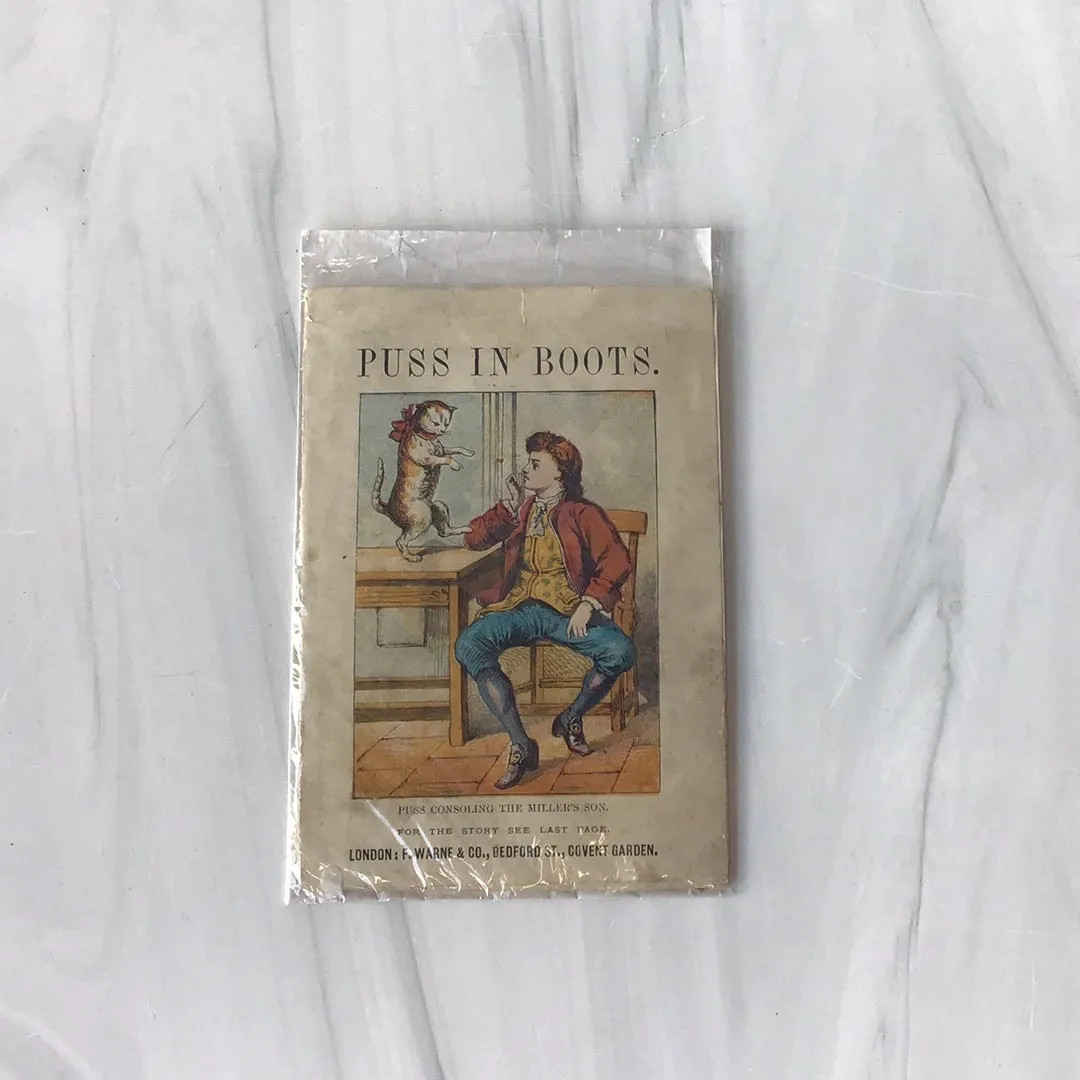 PUSS IN BOOTS.
PUSS CONSOLING THE MILLER'S SON.
FOR THE STORY SEE LAST PAGE.
LONDON: F. WARNE & CO., BEDFORD ST., COVENT GARDEN.